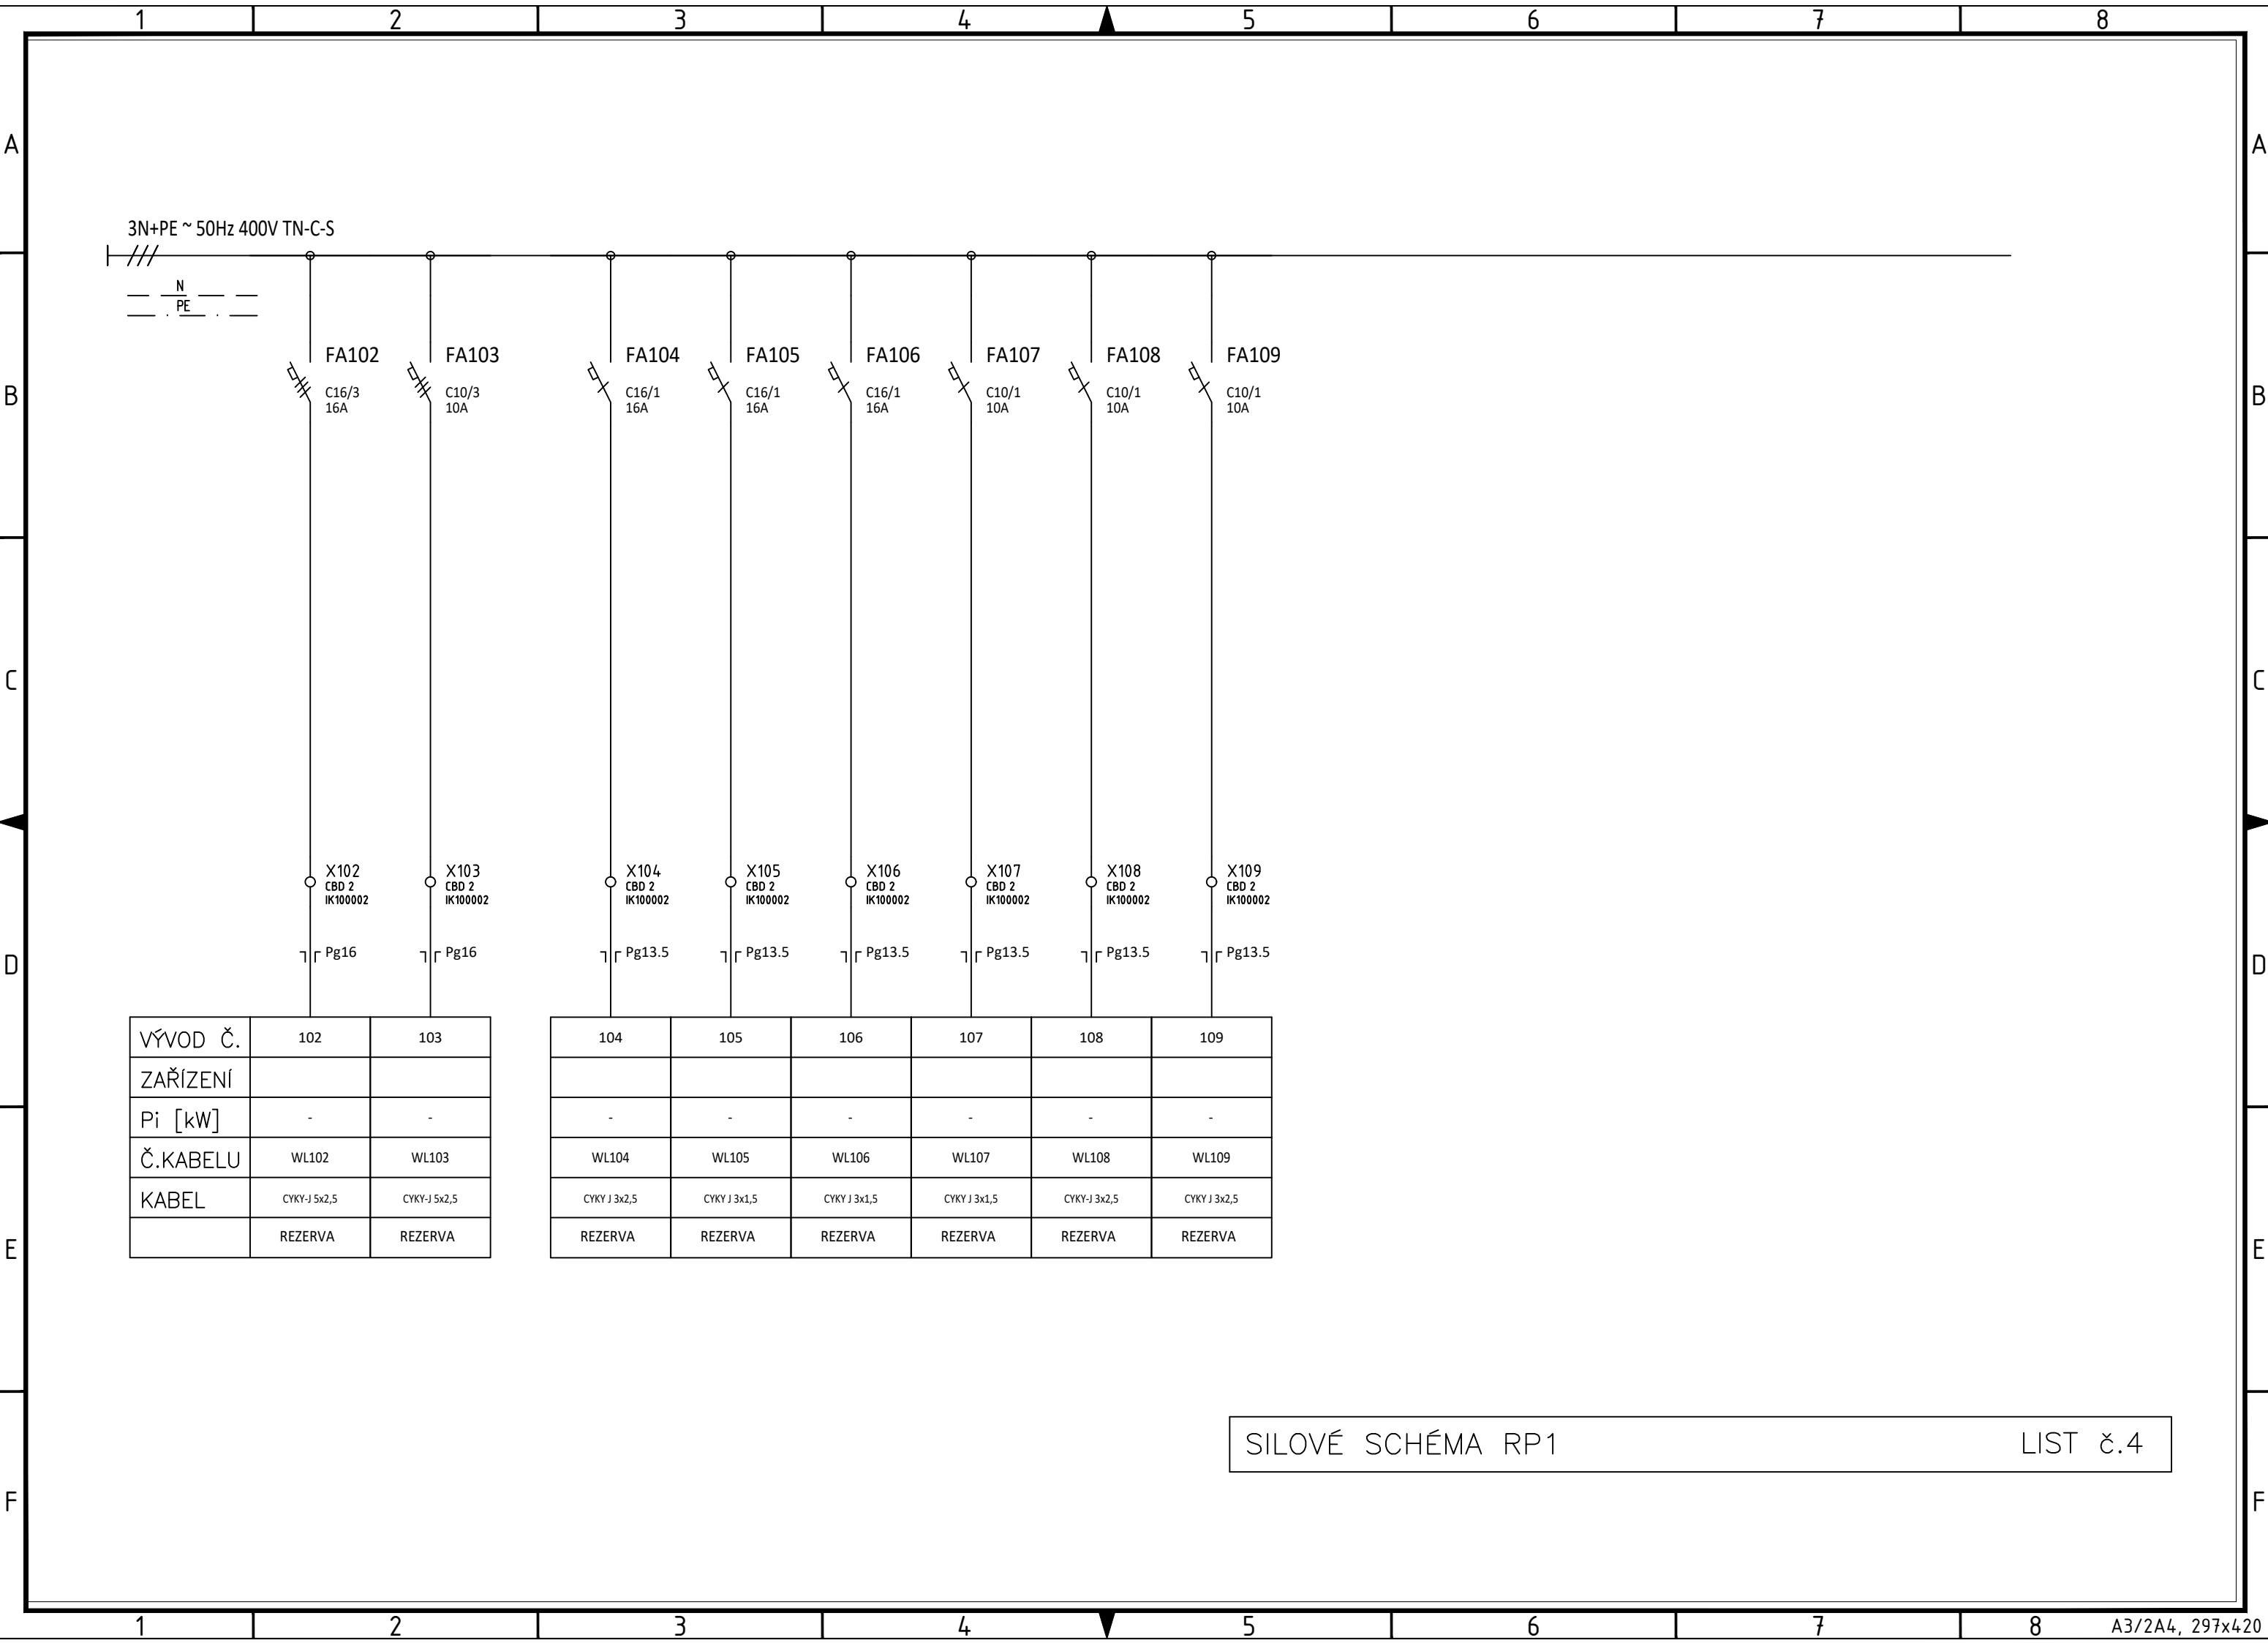 1 2 3 4 5 6 7 8
A A
3N+PE ~ 50Hz 400V TN-C-S
N
PE
FA102 FA103 FA104 FA105 FA106 FA107 FA108 FA109
B B
C16/3 C10/3 C16/1 C16/1 C16/1 C10/1 C10/1 C10/1
16A 10A 16A 16A 16A 10A 10A 10A
C C
X102 X103 X104 X105 X106 X107 X108 X109
CBD 2 CBD 2 CBD 2 CBD 2 CBD 2 CBD 2 CBD 2 CBD 2
IK100002 IK100002 IK100002 IK100002 IK100002 IK100002 IK100002 IK100002
Pg16 Pg16 Pg13.5 Pg13.5 Pg13.5 Pg13.5 Pg13.5 Pg13.5
D D
VÝVOD Č. 102 103 104 105 106 107 108 109
ZAŘÍZENÍ
Pi [kW] - - - - - - - -
Č.KABELU WL102 WL103 WL104 WL105 WL106 WL107 WL108 WL109
KABEL CYKY-J 5x2,5 CYKY-J 5x2,5 CYKY J 3x2,5 CYKY J 3x1,5 CYKY J 3x1,5 CYKY J 3x1,5 CYKY-J 3x2,5 CYKY J 3x2,5
REZERVA REZERVA REZERVA REZERVA REZERVA REZERVA REZERVA REZERVA
E E
SILOVÉ SCHÉMA RP1 LIST č.4
F F
1 2 3 4 5 6 7 8 A3/2A4, 297x420